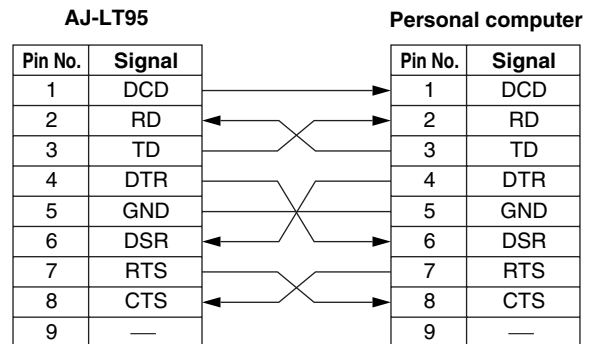 AJ-LT95 Personal computer
Pin No. Signal Pin No. Signal
1 DCD 1 DCD
2 RD 2 RD
3 TD 3 TD
4 DTR 4 DTR
5 GND 5 GND
6 DSR 6 DSR
7 RTS 7 RTS
8 CTS 8 CTS
9 — 9 —